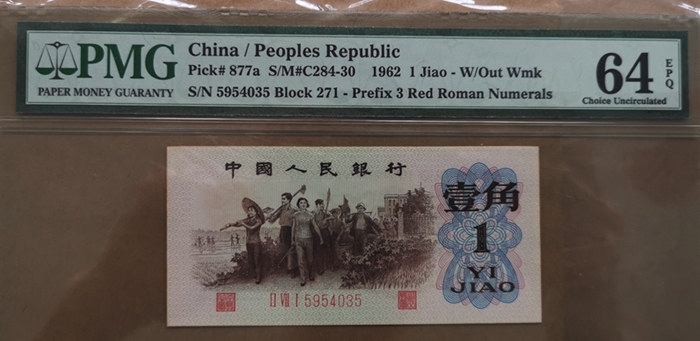 PMG
PAPER MONEY GUARANTY
China / Peoples Republic
Pick# 877a S/M#C284-30 1962 1 Jiao - W/Out Wmk
S/N 5954035 Block 271 - Prefix 3 Red Roman Numerals
64 EPQ
Choice Uncirculated
中國人民銀行
壹角
1
YI
JIAO
II VII I 5954035